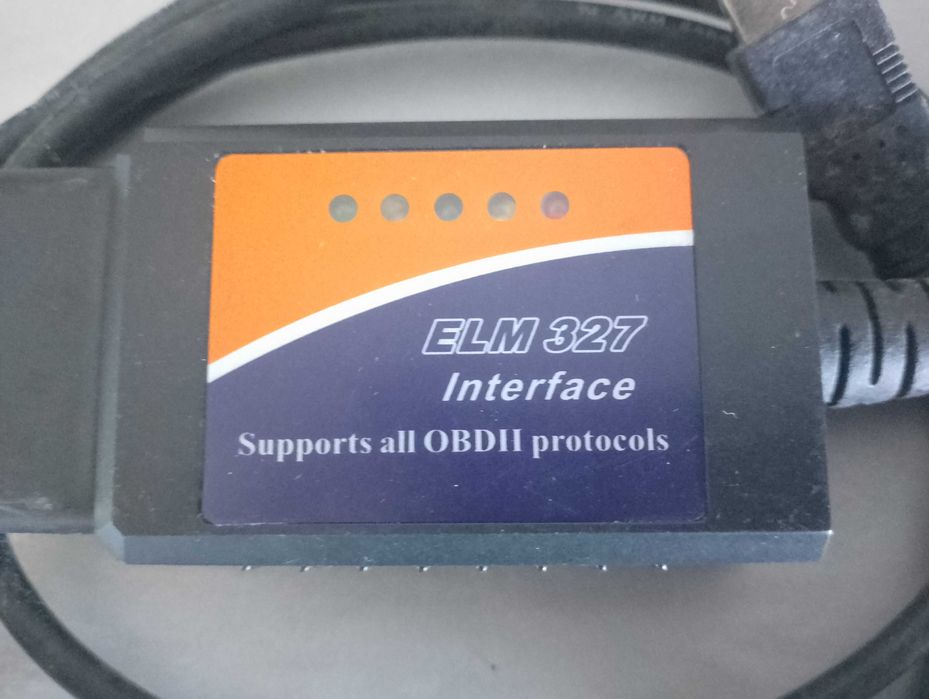 ELM 327
Interface
Supports all OBDII protocols